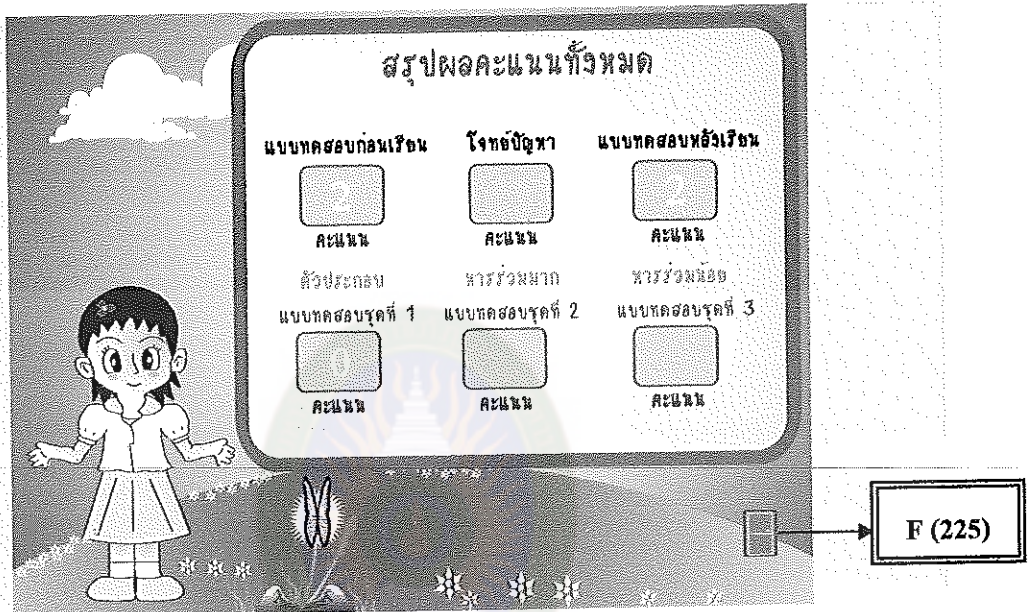 สรุปผลคะแนนทั้งหมด
แบบทดสอบก่อนเรียน โจทย์ปัญหา แบบทดสอบหลังเรียน
2 2
คะแนน คะแนน คะแนน
ตัวประกอบ หารร่วมมาก หารร่วมน้อย
แบบทดสอบชุดที่ 1 แบบทดสอบชุดที่ 2 แบบทดสอบชุดที่ 3
0
คะแนน คะแนน คะแนน
F (225)